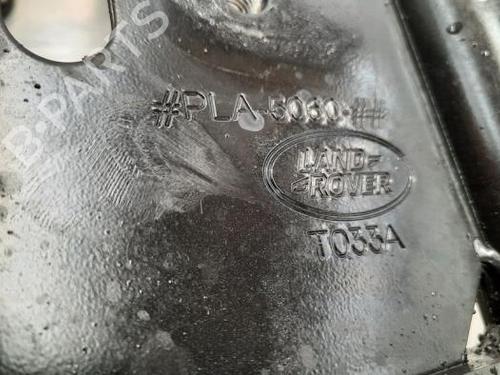 B-PARTS
#PLA-5060-##
LAND
ROVER
T033A